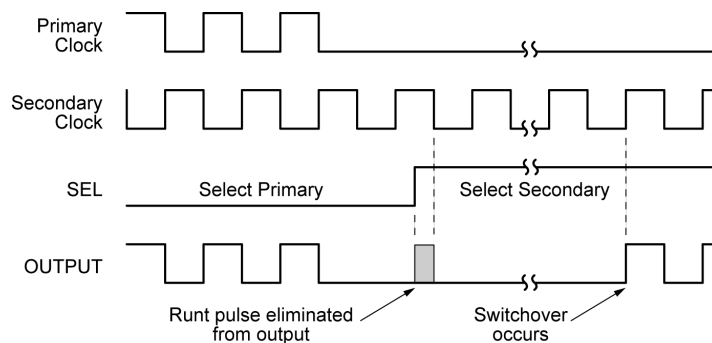 Primary
Clock
Secondary
Clock
SEL
Select Primary
Select Secondary
OUTPUT
Runt pulse eliminated
from output
Switchover
occurs